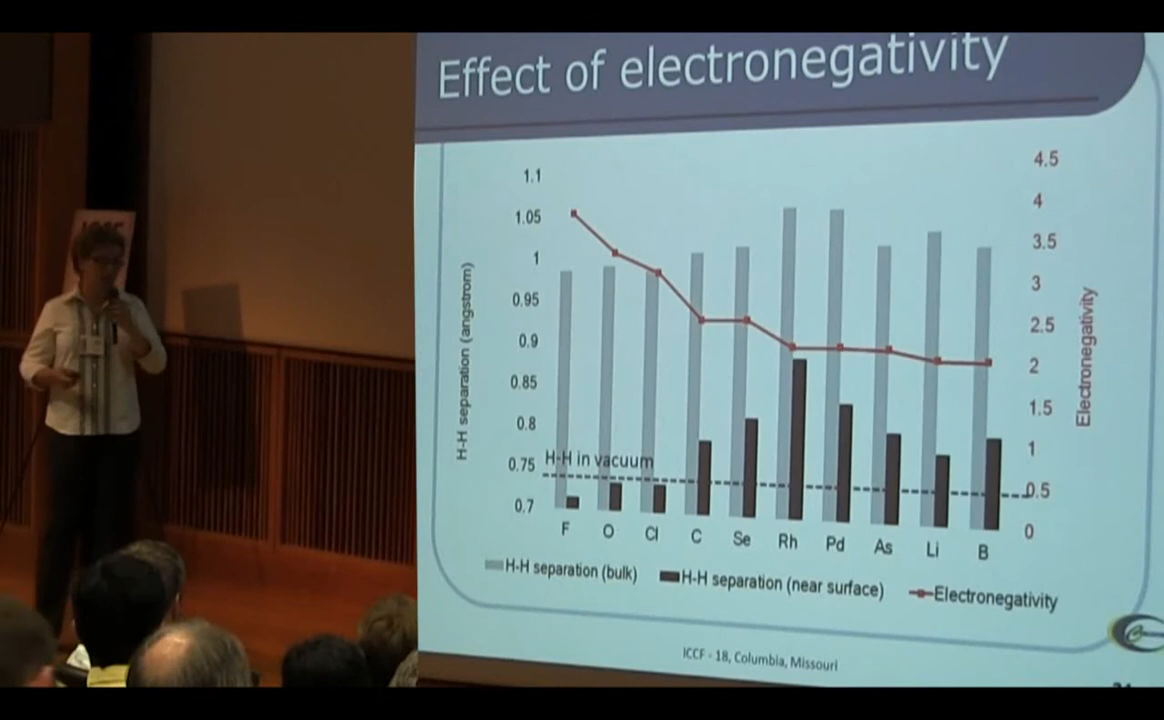 Effect of electronegativity
H-H separation (angstrom)
1.1
1.05
1
0.95
0.9
0.85
0.8
0.75
0.7
H-H in vacuum
4.5
4
3.5
3
2.5
2
1.5
1
0.5
0
Electronegativity
F O Cl C Se Rh Pd As Li B
H-H separation (bulk) H-H separation (near surface) Electronegativity
ICCF - 18, Columbia, Missouri